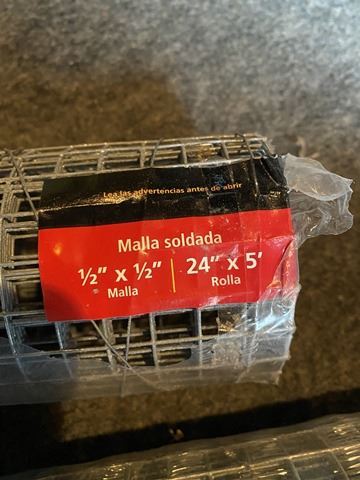 Lea las advertencias antes de abrir
Malla soldada
½" x ½" 24" x 5'
Malla Rolla